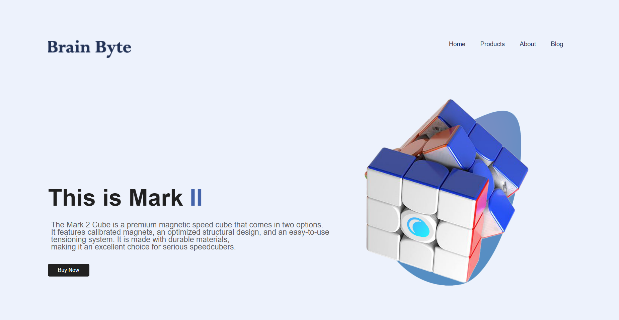 Brain Byte
Home Products About Blog
This is Mark II
The Mark 2 Cube is a premium magnetic speed cube that comes in two options.
It features calibrated magnets, an optimized structural design, and an easy-to-use
tensioning system. It is made with durable materials,
making it an excellent choice for serious speedcubers.
Buy Now